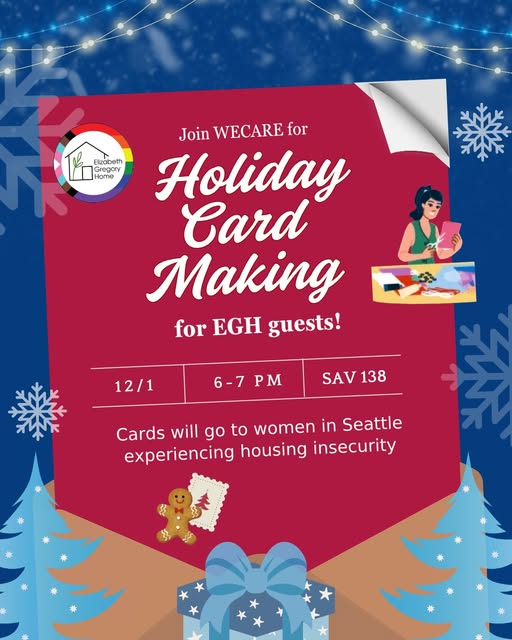 Elizabeth
Gregory
Home
Join WECARE for
Holiday
Card
Making
for EGH guests!
12/1
6-7 PM
SAV 138
Cards will go to women in Seattle
experiencing housing insecurity